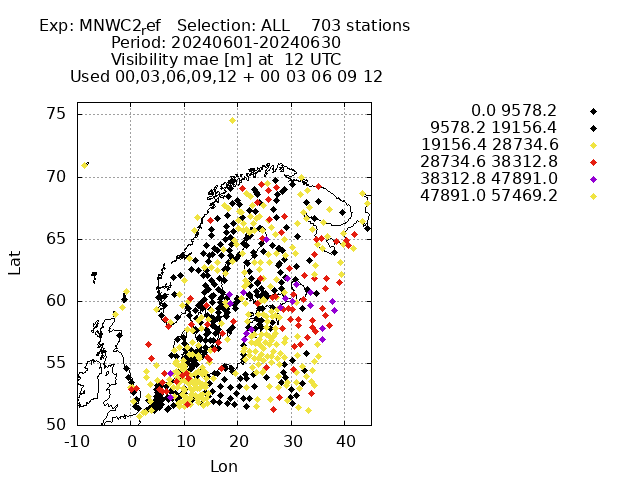 Exp: MNWC2ref   Selection: ALL    703 stations
Period: 20240601-20240630
Visibility mae [m] at  12 UTC
Used 00,03,06,09,12 + 00 03 06 09 12
0.0 9578.2
9578.2 19156.4
19156.4 28734.6
28734.6 38312.8
38312.8 47891.0
47891.0 57469.2
75
70
65
60
55
50
Lat
-10 0 10 20 30 40
Lon